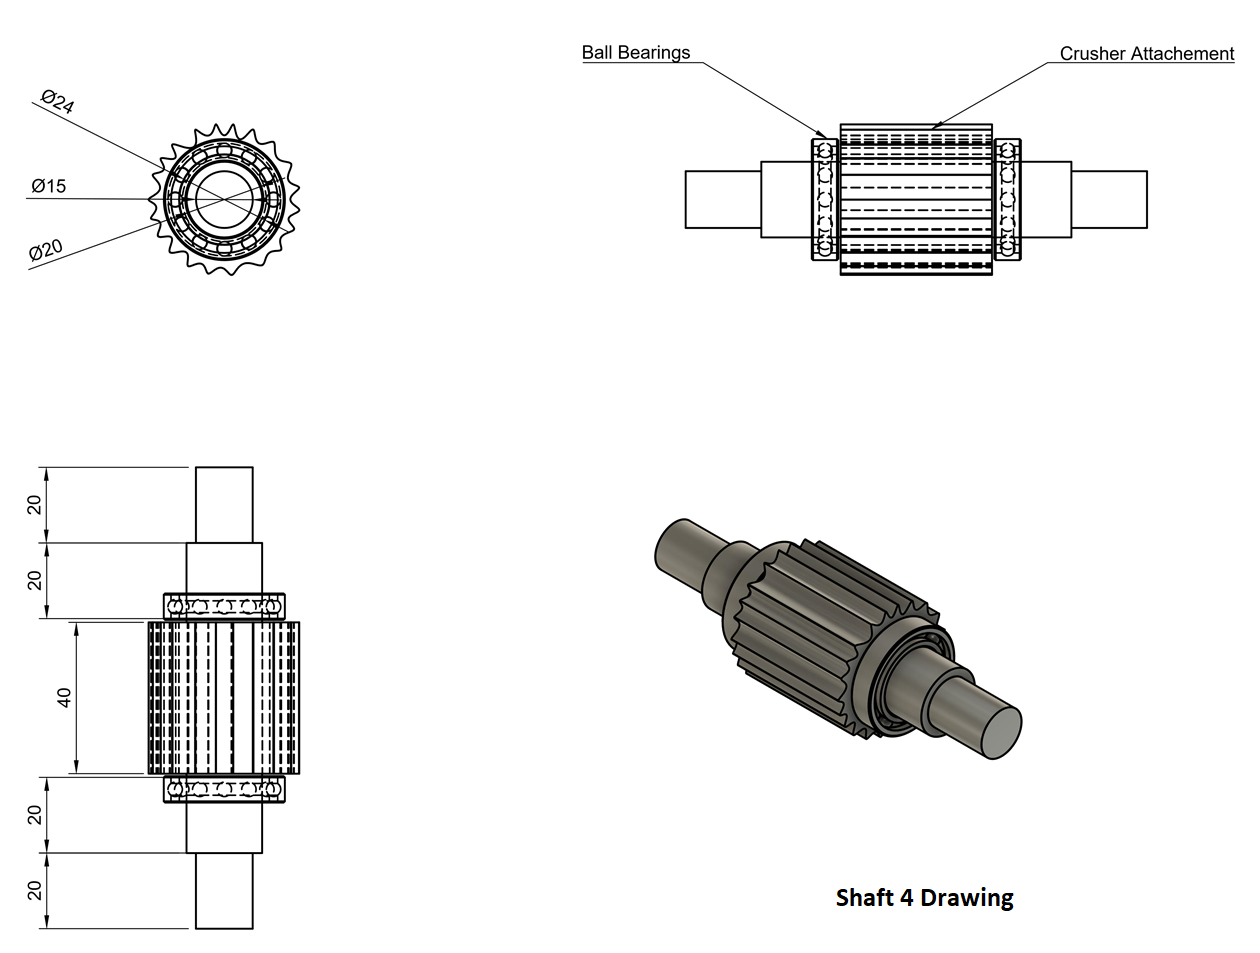 Ball Bearings
Crusher Attachement
Ø24
Ø15
Ø20
20
20
40
20
20
Shaft 4 Drawing